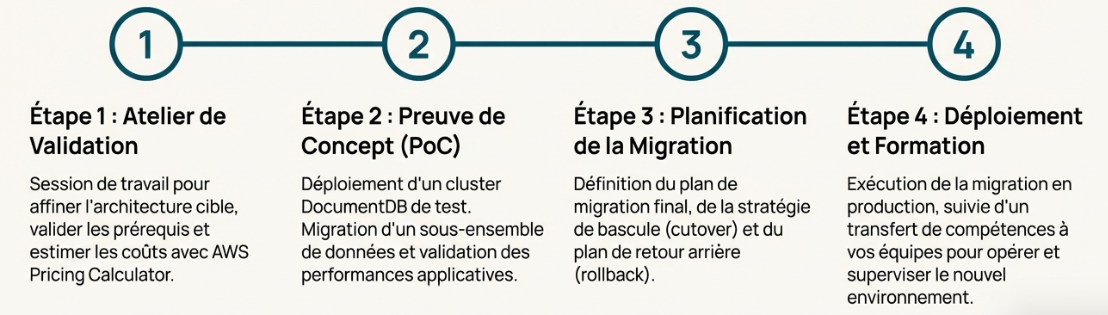 1
2
3
4
Étape 1 : Atelier de
Validation
Session de travail pour
affiner l'architecture cible,
valider les prérequis et
estimer les coûts avec AWS
Pricing Calculator.
Étape 2 : Preuve de
Concept (PoC)
Déploiement d'un cluster
DocumentDB de test.
Migration d'un sous-ensemble
de données et validation des
performances applicatives.
Étape 3 : Planification
de la Migration
Définition du plan de
migration final, de la stratégie
de bascule (cutover) et du
plan de retour arrière
(rollback).
Étape 4 : Déploiement
et Formation
Exécution de la migration en
production, suivie d'un
transfert de compétences à
vos équipes pour opérer et
superviser le nouvel
environnement.